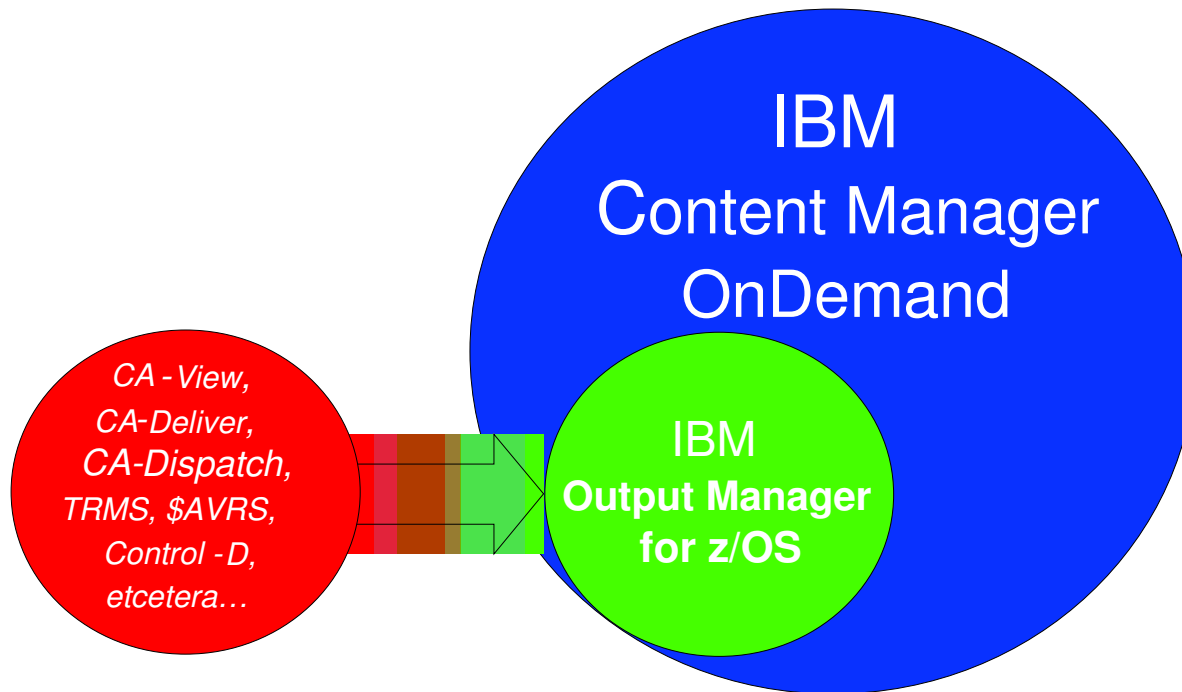 IBM
Content Manager
OnDemand
CA - View,
CA-Deliver,
CA-Dispatch,
TRMS, $AVRS,
Control -D,
etcetera…
IBM
Output Manager
for z/OS